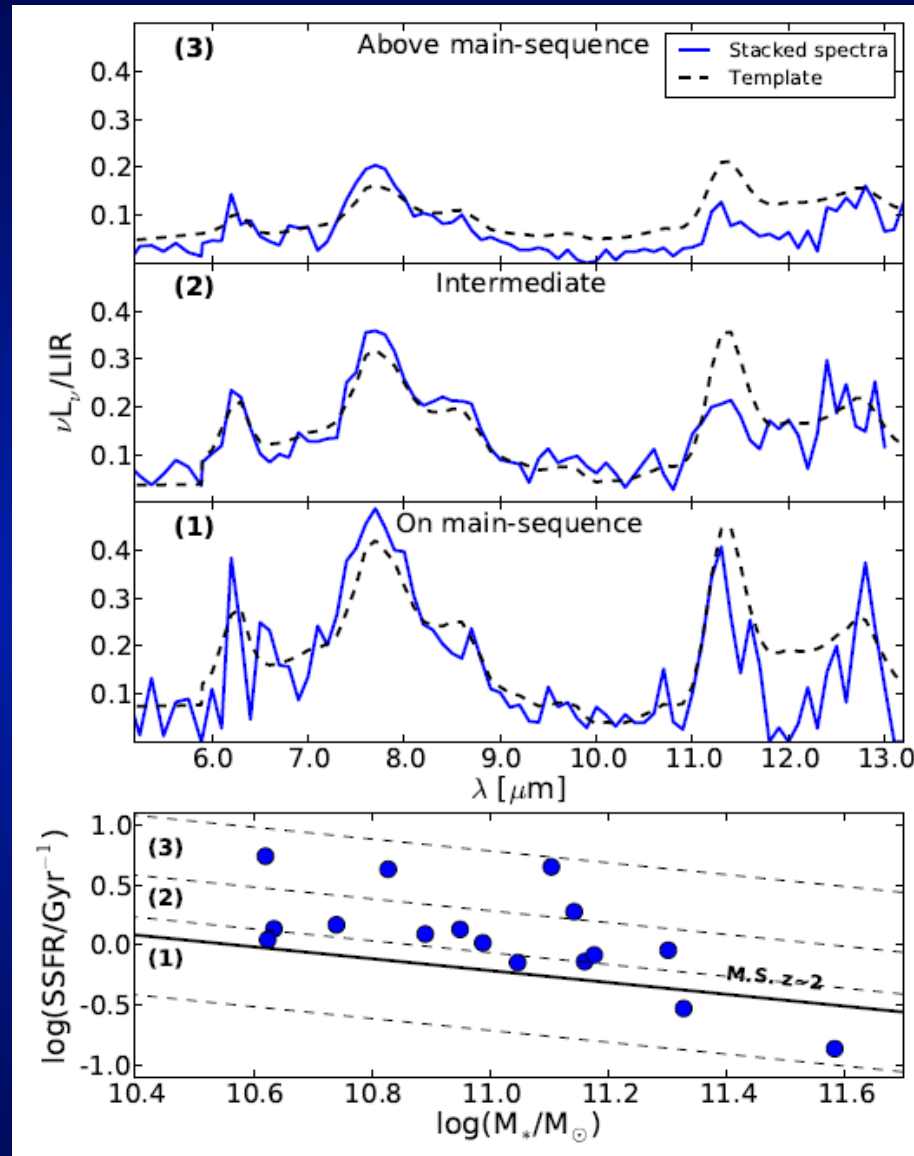 (3) Above main-sequence
Stacked spectra
Template
0.4
0.3
0.2
0.1
(2) Intermediate
0.4
0.3
0.2
0.1
νL_ν/LIR
(1) On main-sequence
0.4
0.3
0.2
0.1
6.0 7.0 8.0 9.0 10.0 11.0 12.0 13.0
λ [μm]
1.0
0.5
0.0
-0.5
-1.0
log(SSFR/Gyr⁻¹)
(3)
(2)
(1)
M.S. z~2
10.4 10.6 10.8 11.0 11.2 11.4 11.6
log(M_*/M_⊙)